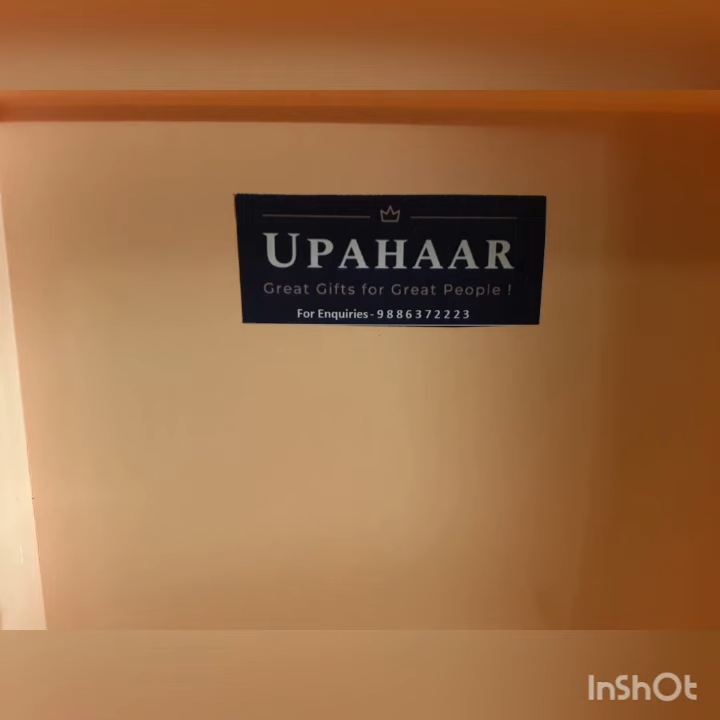 UPAHAAR
Great Gifts for Great People !
For Enquiries - 9886372223
InShOt